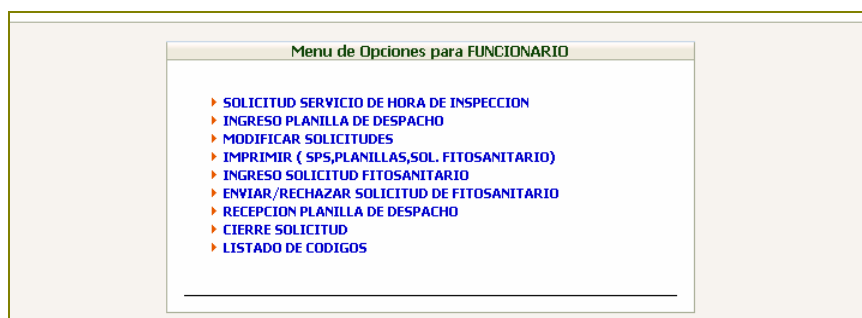 Menu de Opciones para FUNCIONARIO
SOLICITUD SERVICIO DE HORA DE INSPECCION
INGRESO PLANILLA DE DESPACHO
MODIFICAR SOLICITUDES
IMPRIMIR ( SPS,PLANILLAS,SOL. FITOSANITARIO)
INGRESO SOLICITUD FITOSANITARIO
ENVIAR/RECHAZAR SOLICITUD DE FITOSANITARIO
RECEPCION PLANILLA DE DESPACHO
CIERRE SOLICITUD
LISTADO DE CODIGOS